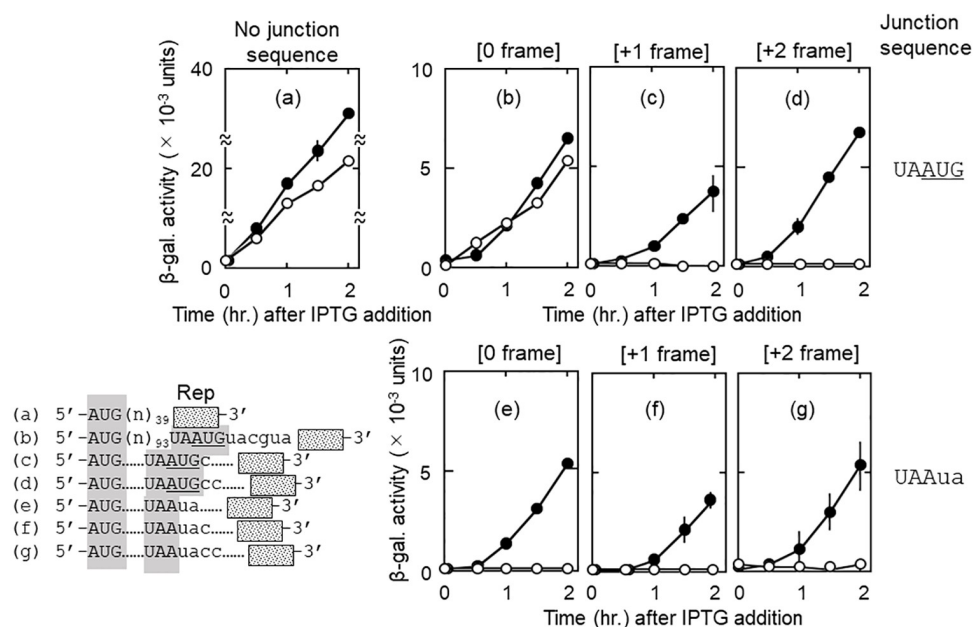 No junction
sequence
[0 frame]
[+1 frame]
[+2 frame]
Junction
sequence
β-gal. activity (× 10⁻³ units)
40
20
0
(a)
10
5
0
(b)
(c)
(d)
UAAUG
0
1
2
0
1
2
0
1
2
0
1
2
Time (hr.) after IPTG addition
Time (hr.) after IPTG addition
[0 frame]
[+1 frame]
[+2 frame]
β-gal. activity (× 10⁻³ units)
10
5
0
(e)
(f)
(g)
UAAua
0
1
2
0
1
2
0
1
2
Time (hr.) after IPTG addition
Rep
(a) 5′-AUG(n)₃₉ -3′
(b) 5′-AUG(n)₉₃UAAUGuacgua -3′
(c) 5′-AUG.....UAAUGc..... -3′
(d) 5′-AUG.....UAAUGcc..... -3′
(e) 5′-AUG.....UAAua..... -3′
(f) 5′-AUG.....UAAuac..... -3′
(g) 5′-AUG.....UAAuacc..... -3′